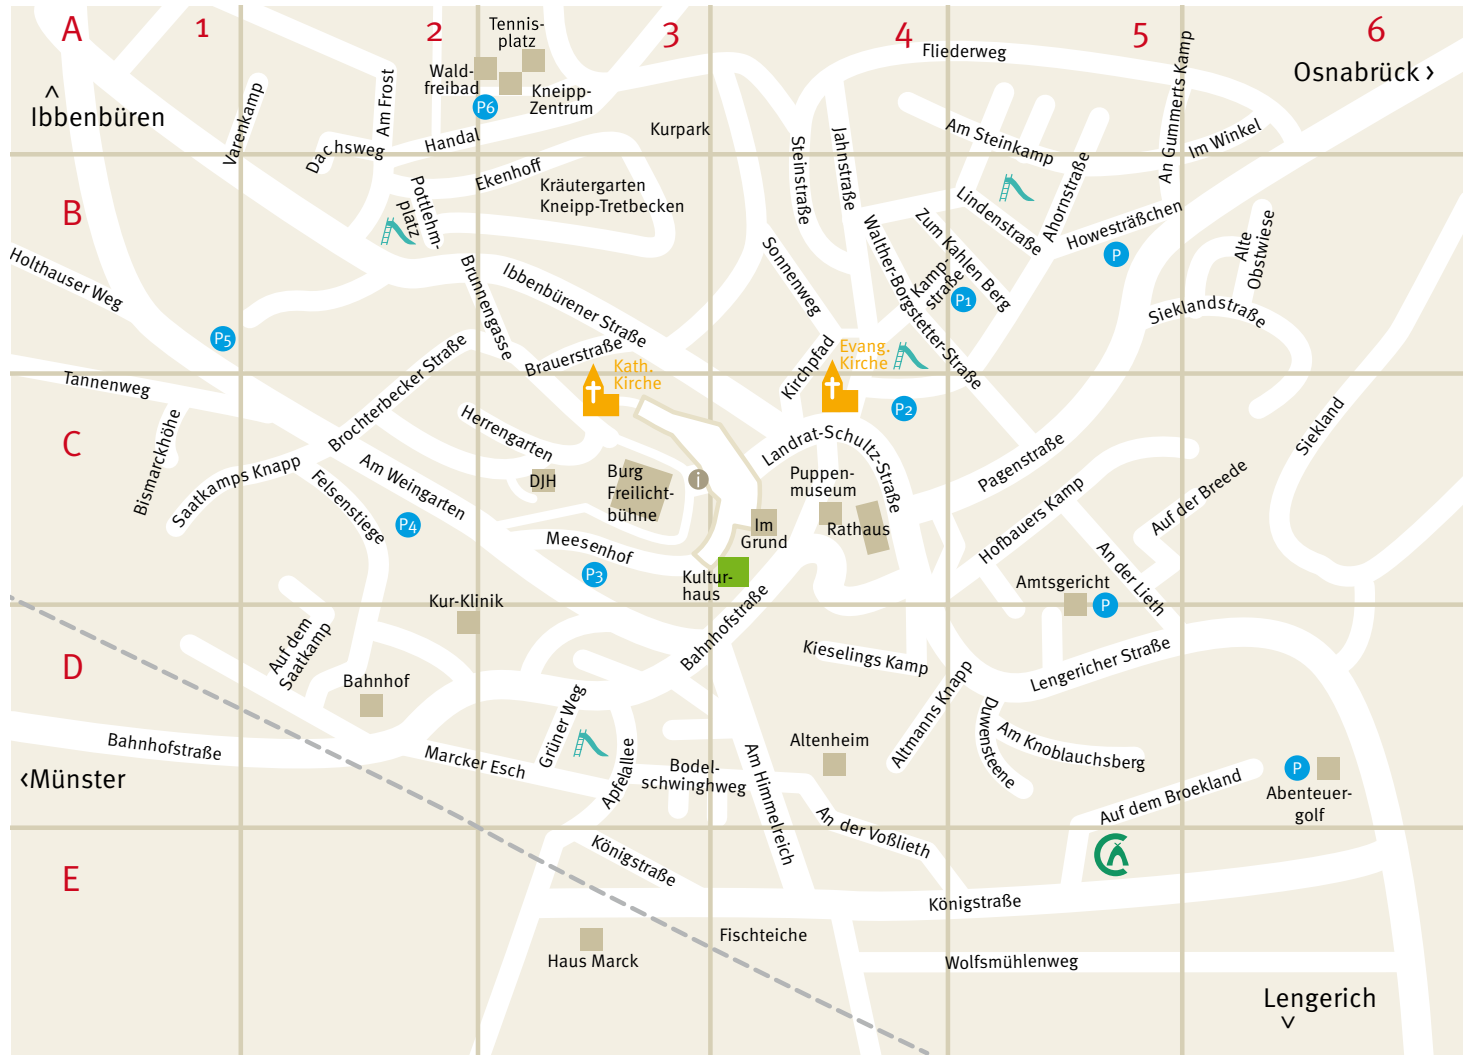 A
1
2
3
4
5
6
Tennis-
platz
Wald-
freibad
Kneipp-
Zentrum
P6
Fliederweg
Osnabrück >
<
Ibbenbüren
Varenkamp
Am Frost
Dachsweg
Handal
Kurpark
Steinstraße
Jahnstraße
Am Steinkamp
An Gummerts Kamp
Im Winkel
B
Pottlehm-
platz
Ekenhoff
Kräutergarten
Kneipp-Tretbecken
Lindenstraße
Ahornstraße
Howesträßchen
P
Alte
Obstwiese
Zum Kahlen Berg
Kamp-
straße
P1
Walther-Borgstetter-Straße
Sonnenweg
Holthauser Weg
Brunnengasse
Ibbenbürener Straße
Sieklandstraße
P5
Brauerstraße
Kath.
Kirche
Kirchpfad
Evang.
Kirche
Tannenweg
Brochterbecker Straße
P2
C
Bismarckhöhe
Saatkamps Knapp
Felsenstiege
Am Weingarten
P4
Herrengarten
DJH
Burg
Freilicht-
bühne
i
Landrat-Schultz-Straße
Puppen-
museum
Rathaus
Im
Grund
Pagenstraße
Hofbauers Kamp
Auf der Breede
Siekland
An der Lieth
Meesenhof
P3
Kultur-
haus
Amtsgericht
P
Kur-Klinik
Bahnhofstraße
D
Auf dem
Saatkamp
Bahnhof
Kieselings Kamp
Lengericher Straße
Altmanns Knapp
Duwensteene
Am Knoblauchsberg
Bahnhofstraße
<Münster
Marcker Esch
Grüner Weg
Apfelallee
Bodel-
schwinghweg
Am Himmelreich
Altenheim
An der Voßlieth
Auf dem Broekland
P
Abenteuer-
golf
E
Königstraße
Königstraße
Fischteiche
Haus Marck
Wolfsmühlenweg
Lengerich
>